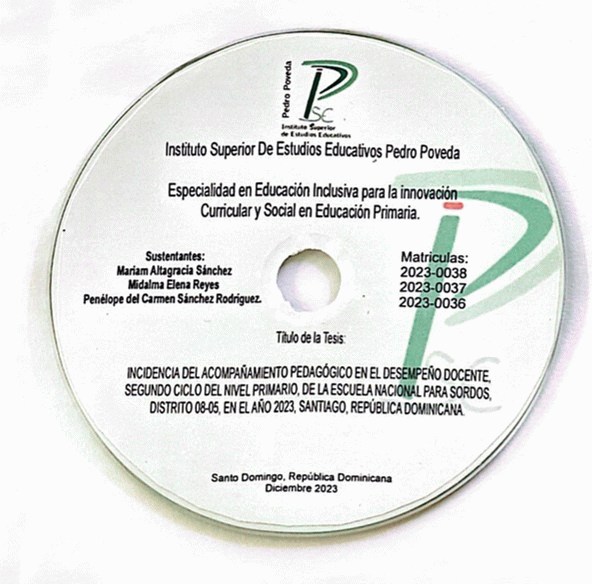 Pedro Poveda
P
SE
Instituto Superior
de Estudios Educativos
Instituto Superior De Estudios Educativos Pedro Poveda
Especialidad en Educación Inclusiva para la innovación
Curricular y Social en Educación Primaria.
Sustentantes:
Mariam Altagracia Sánchez
Midalma Elena Reyes
Penélope del Carmen Sánchez Rodríguez.
Matriculas:
2023-0038
2023-0037
2023-0036
Título de la Tesis:
INCIDENCIA DEL ACOMPAÑAMIENTO PEDAGÓGICO EN EL DESEMPEÑO DOCENTE,
SEGUNDO CICLO DEL NIVEL PRIMARIO, DE LA ESCUELA NACIONAL PARA SORDOS,
DISTRITO 08-05, EN EL AÑO 2023, SANTIAGO, REPÚBLICA DOMINICANA.
Santo Domingo, República Dominicana
Diciembre 2023